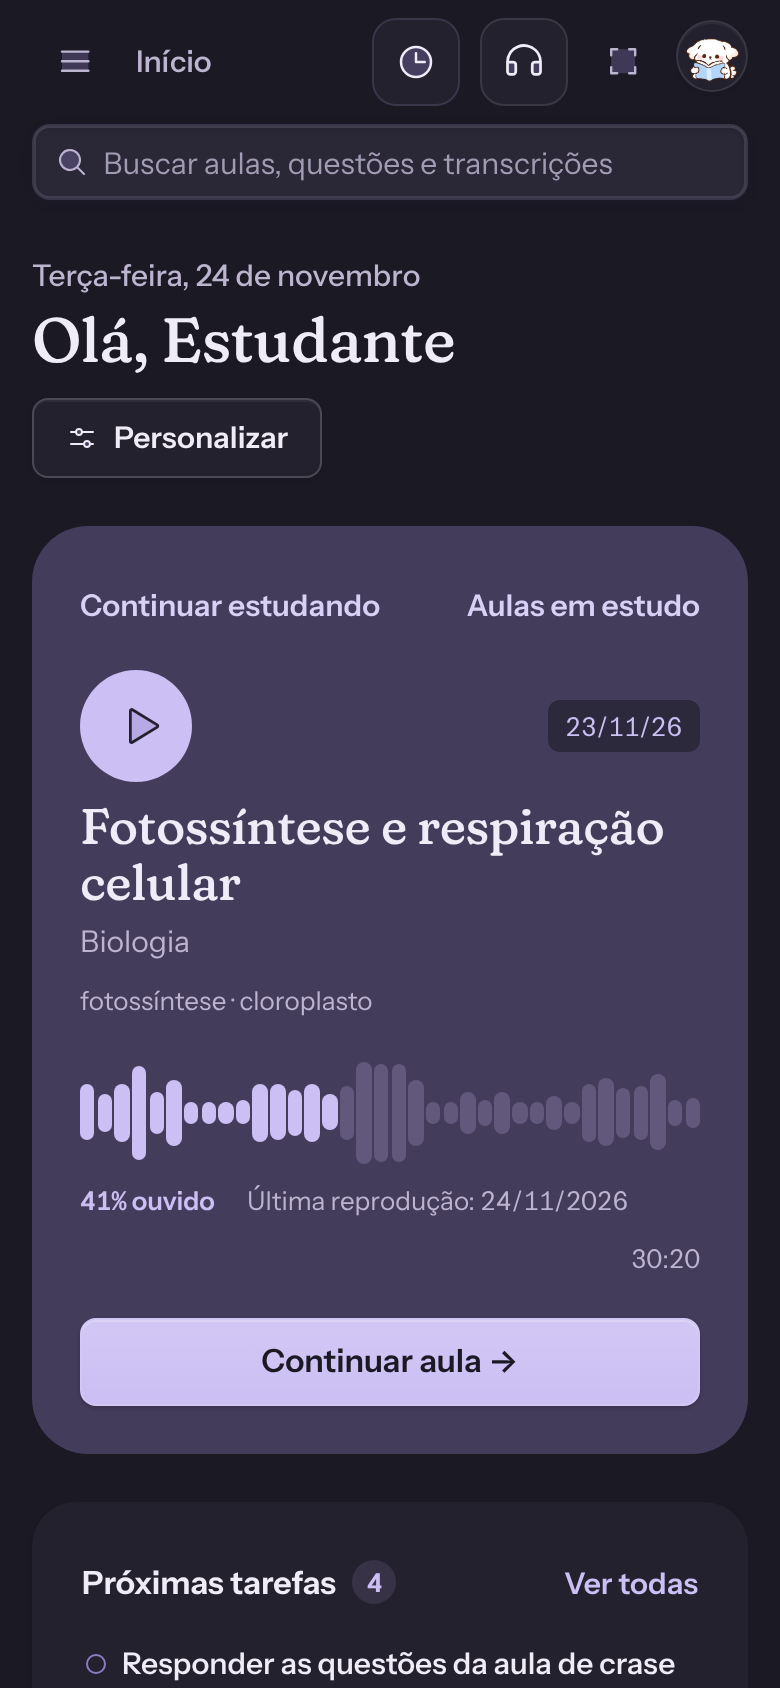 Início
Buscar aulas, questões e transcrições
Terça-feira, 24 de novembro
Olá, Estudante
Personalizar
Continuar estudando
Aulas em estudo
23/11/26
Fotossíntese e respiração
celular
Biologia
fotossíntese · cloroplasto
41% ouvido
Última reprodução: 24/11/2026
30:20
Continuar aula →
Próximas tarefas 4
Ver todas
Responder as questões da aula de crase